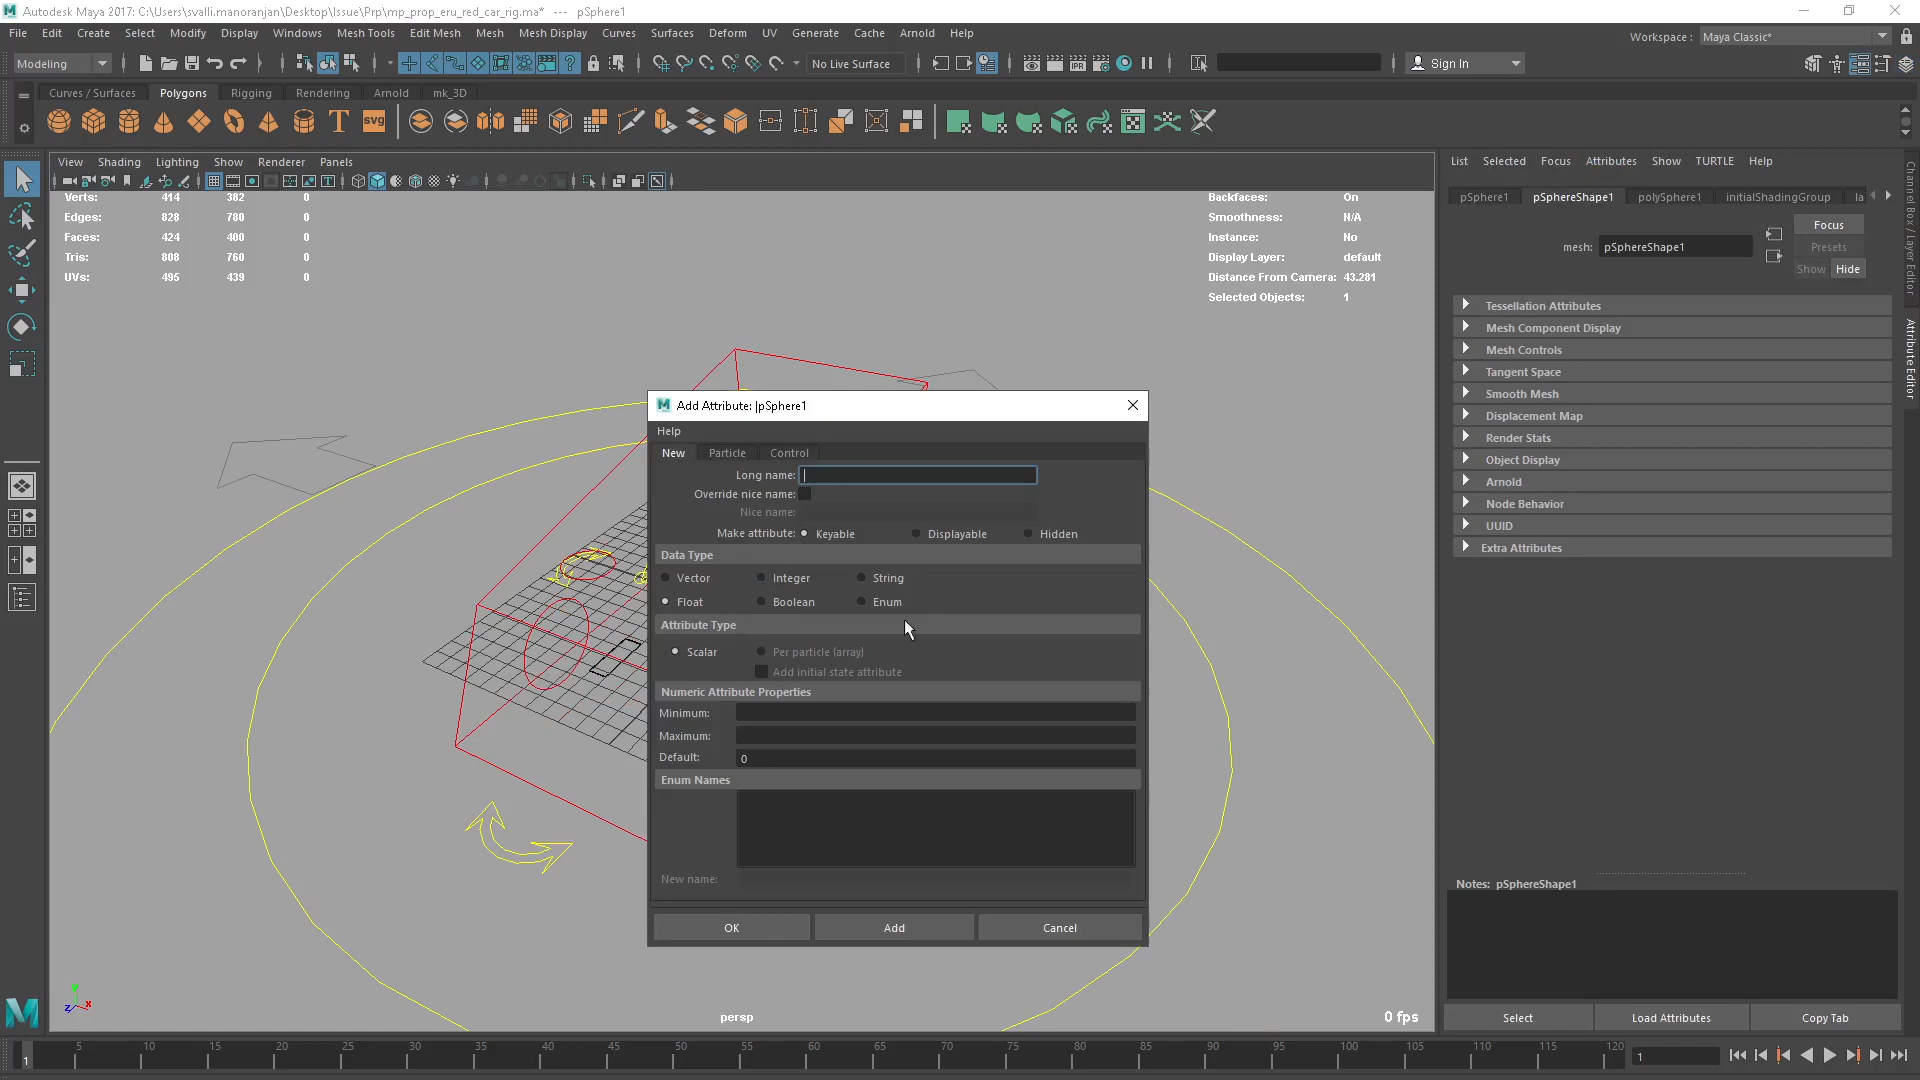 Autodesk Maya 2017: C:\Users\svalli.manoranjan\Desktop\Issue\Prp\mp_prop_eru_red_car_rig.ma* --- pSphere1
File Edit Create Select Modify Display Windows Mesh Tools Edit Mesh Mesh Mesh Display Curves Surfaces Deform UV Generate Cache Arnold Help
Workspace : Maya Classic*
Modeling No Live Surface Sign In
Curves / Surfaces Polygons Rigging Rendering Arnold mk_3D
T svg
View Shading Lighting Show Renderer Panels
Verts: 414 382 0
Edges: 828 780 0
Faces: 424 400 0
Tris: 808 760 0
UVs: 495 439 0
Backfaces: On
Smoothness: N/A
Instance: No
Display Layer: default
Distance From Camera: 43.281
Selected Objects: 1
Add Attribute: |pSphere1
Help
New Particle Control
Long name:
Override nice name:
Nice name:
Make attribute: Keyable Displayable Hidden
Data Type
Vector Integer String
Float Boolean Enum
Attribute Type
Scalar Per particle (array)
Add initial state attribute
Numeric Attribute Properties
Minimum:
Maximum:
Default: 0
Enum Names
New name:
OK Add Cancel
persp
0 fps
y
z x
List Selected Focus Attributes Show TURTLE Help
pSphere1 pSphereShape1 polySphere1 initialShadingGroup la
mesh: pSphereShape1
Focus
Presets
Show Hide
Tessellation Attributes
Mesh Component Display
Mesh Controls
Tangent Space
Smooth Mesh
Displacement Map
Render Stats
Object Display
Arnold
Node Behavior
UUID
Extra Attributes
Notes: pSphereShape1
Select Load Attributes Copy Tab
Channel Box / Layer Editor
Attribute Editor
1 5 10 15 20 25 30 35 40 45 50 55 60 65 70 75 80 85 90 95 100 105 110 115 120
1